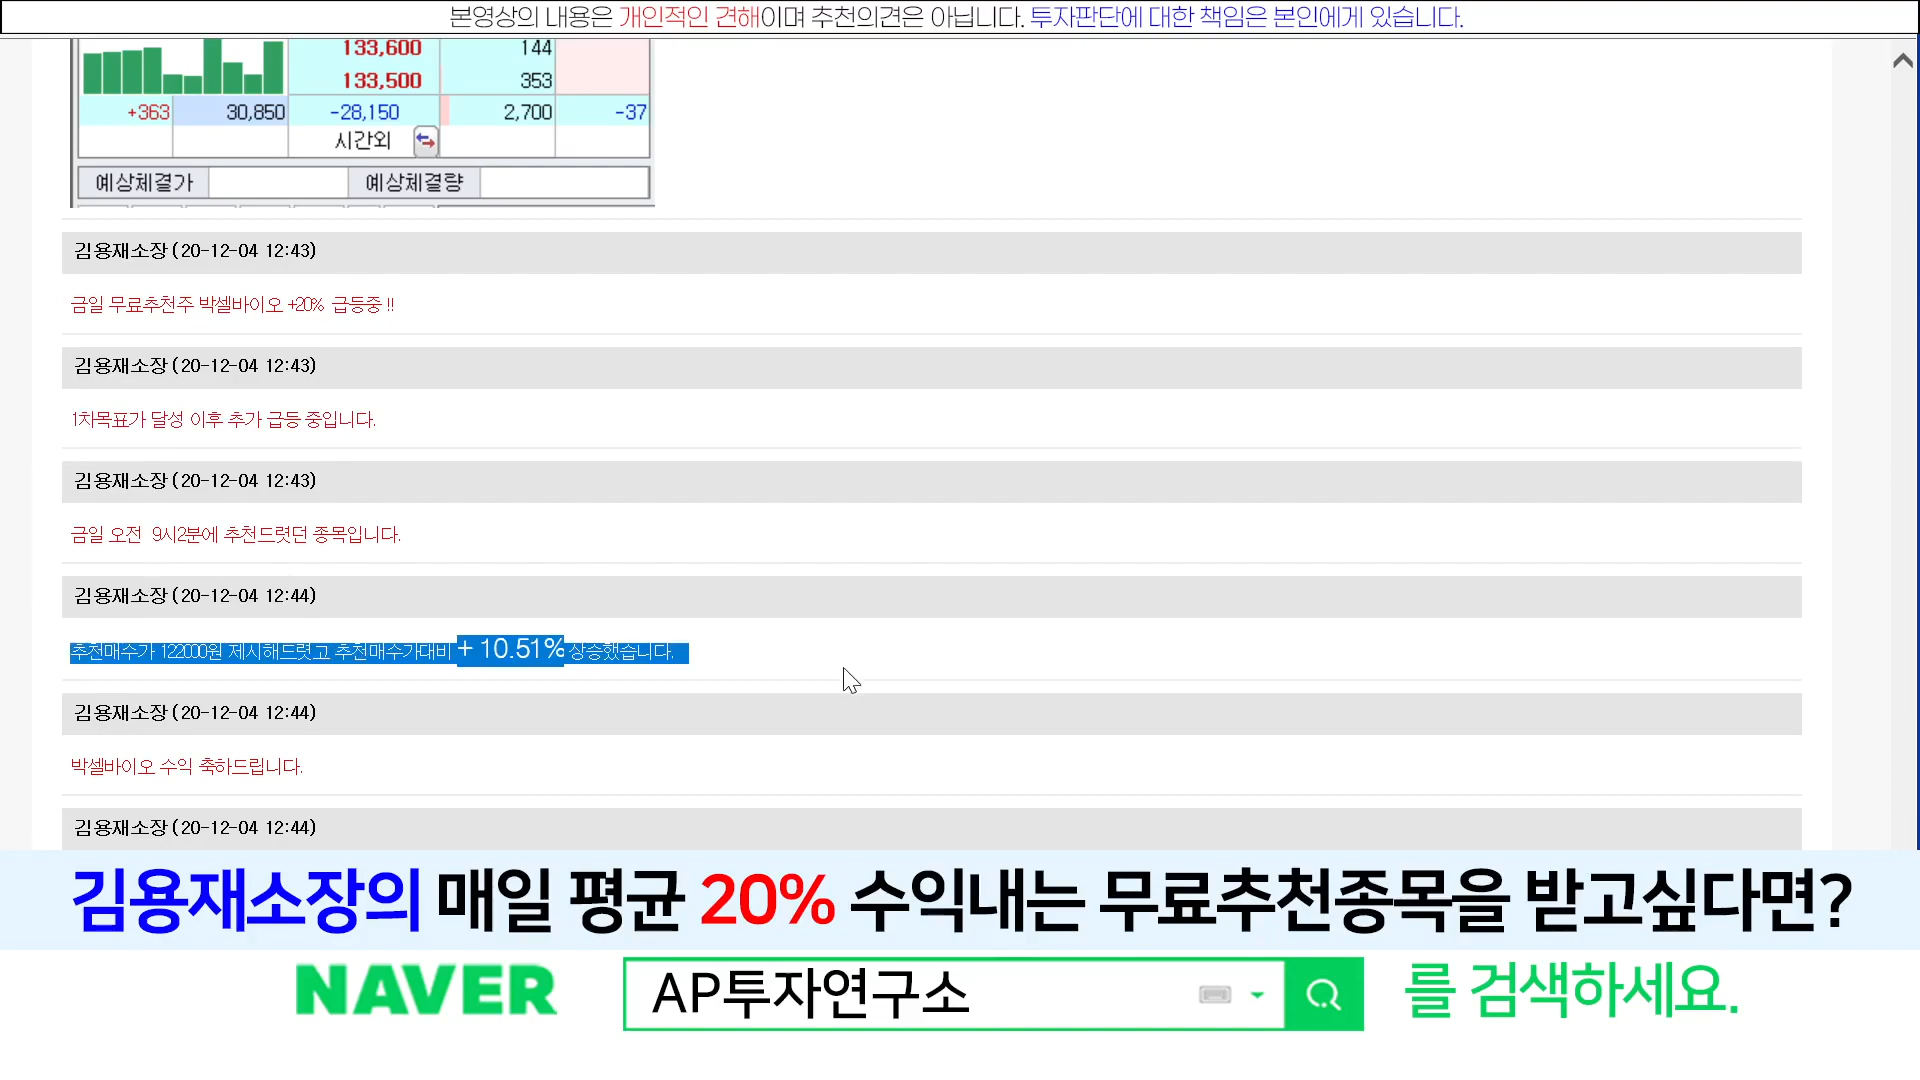 본영상의 내용은 개인적인 견해이며 추천의견은 아닙니다. 투자판단에 대한 책임은 본인에게 있습니다.
133,600 144
133,500 353
+363 30,850 -28,150 2,700 -37
시간외
예상체결가 예상체결량
김용재소장 (20-12-04 12:43)
금일 무료추천주 박셀바이오 +20% 급등중 !!
김용재소장 (20-12-04 12:43)
1차목표가 달성 이후 추가 급등 중입니다.
김용재소장 (20-12-04 12:43)
금일 오전 9시2분에 추천드렷던 종목입니다.
김용재소장 (20-12-04 12:44)
추천매수가 122000원 제시해드렷고 추천매수가대비 + 10.51% 상승했습니다.
김용재소장 (20-12-04 12:44)
박셀바이오 수익 축하드립니다.
김용재소장 (20-12-04 12:44)
김용재소장의 매일 평균 20% 수익내는 무료추천종목을 받고싶다면?
NAVER AP투자연구소 를 검색하세요.